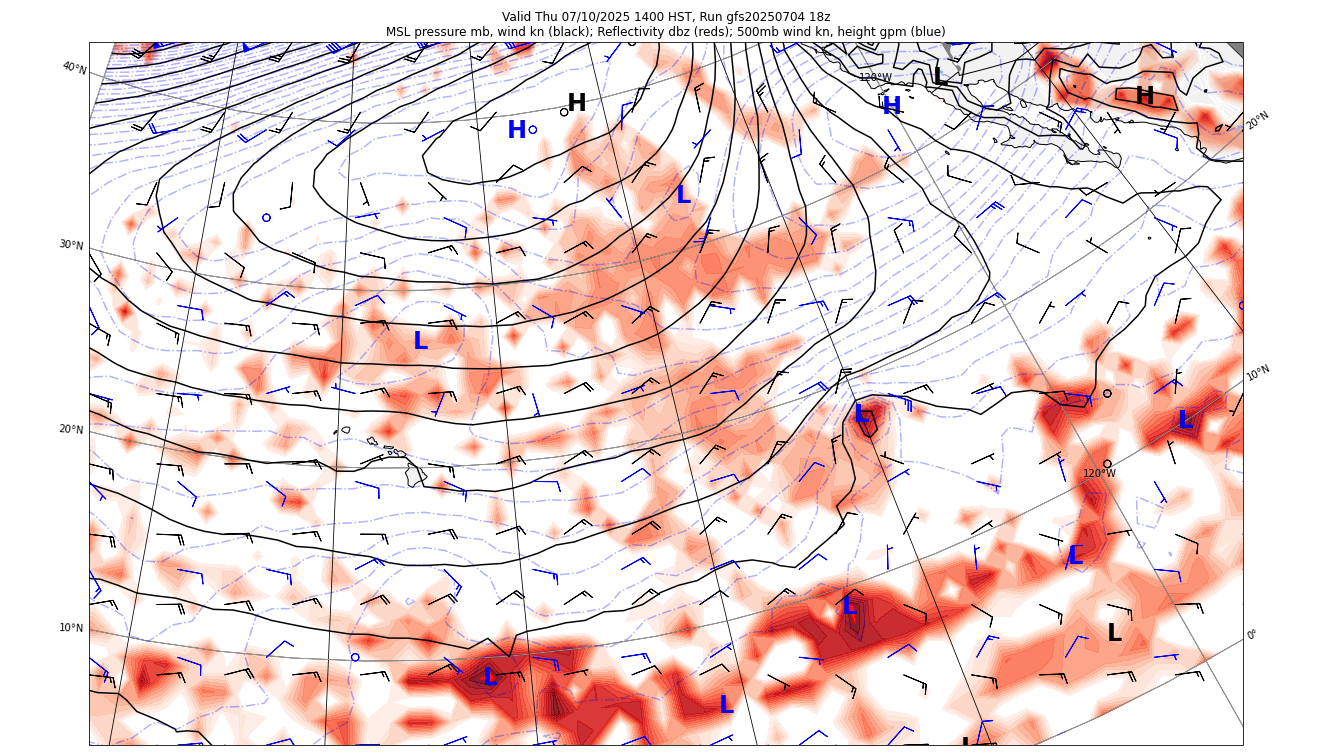 Valid Thu 07/10/2025 1400 HST, Run gfs20250704 18z
MSL pressure mb, wind kn (black); Reflectivity dbz (reds); 500mb wind kn, height gpm (blue)
40°N
120°W
L
H
H
H
H
20°N
L
30°N
L
10°N
L
L
20°N
120°W
L
L
10°N
L
0°
L
L
L